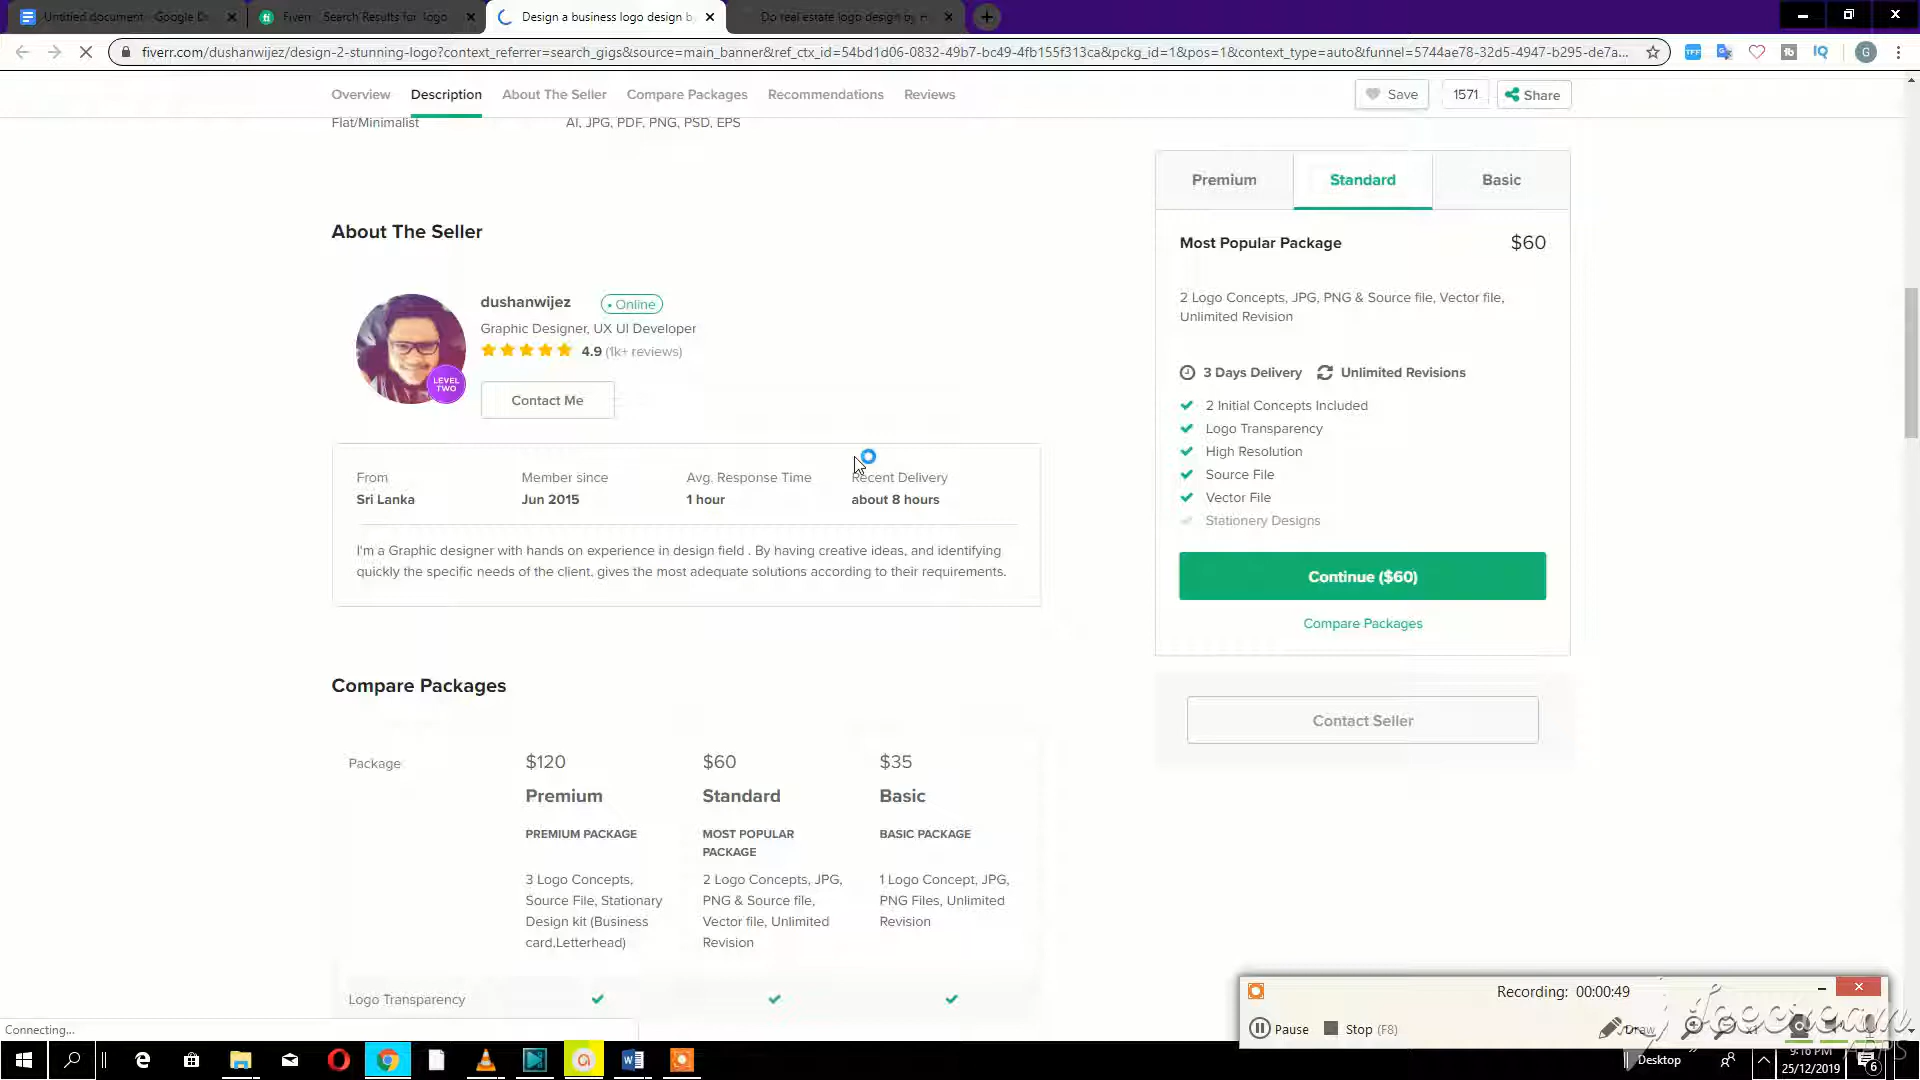 Untitled document - Google Do
Fiverr - Search Results for 'logo
Design a business logo design b
Do real estate logo design by
fiverr.com/dushanwijez/design-2-stunning-logo?context_referrer=search_gigs&source=main_banner&ref_ctx_id=54bd1d06-0832-49b7-bc49-4fb155f313ca&pckg_id=1&pos=1&context_type=auto&funnel=5744ae78-32d5-4947-b295-de7a...
Overview Description About The Seller Compare Packages Recommendations Reviews
Save 1571 Share
Flat/Minimalist AI, JPG, PDF, PNG, PSD, EPS
About The Seller
dushanwijez • Online
Graphic Designer, UX UI Developer
4.9 (1k+ reviews)
LEVEL
TWO
Contact Me
From Member since Avg. Response Time Recent Delivery
Sri Lanka Jun 2015 1 hour about 8 hours
I'm a Graphic designer with hands on experience in design field . By having creative ideas, and identifying
quickly the specific needs of the client. gives the most adequate solutions according to their requirements.
Compare Packages
Package $120 $60 $35
Premium Standard Basic
PREMIUM PACKAGE MOST POPULAR PACKAGE BASIC PACKAGE
3 Logo Concepts,
Source File, Stationary
Design kit (Business
card,Letterhead)
2 Logo Concepts, JPG,
PNG & Source file,
Vector file, Unlimited
Revision
1 Logo Concept, JPG,
PNG Files, Unlimited
Revision
Logo Transparency
Premium Standard Basic
Most Popular Package $60
2 Logo Concepts, JPG, PNG & Source file, Vector file,
Unlimited Revision
3 Days Delivery Unlimited Revisions
2 Initial Concepts Included
Logo Transparency
High Resolution
Source File
Vector File
Stationery Designs
Continue ($60)
Compare Packages
Contact Seller
Connecting...
Recording: 00:00:49
Pause Stop (F8) Draw
Icecream
APPS
Desktop
9:16 PM
25/12/2019
6